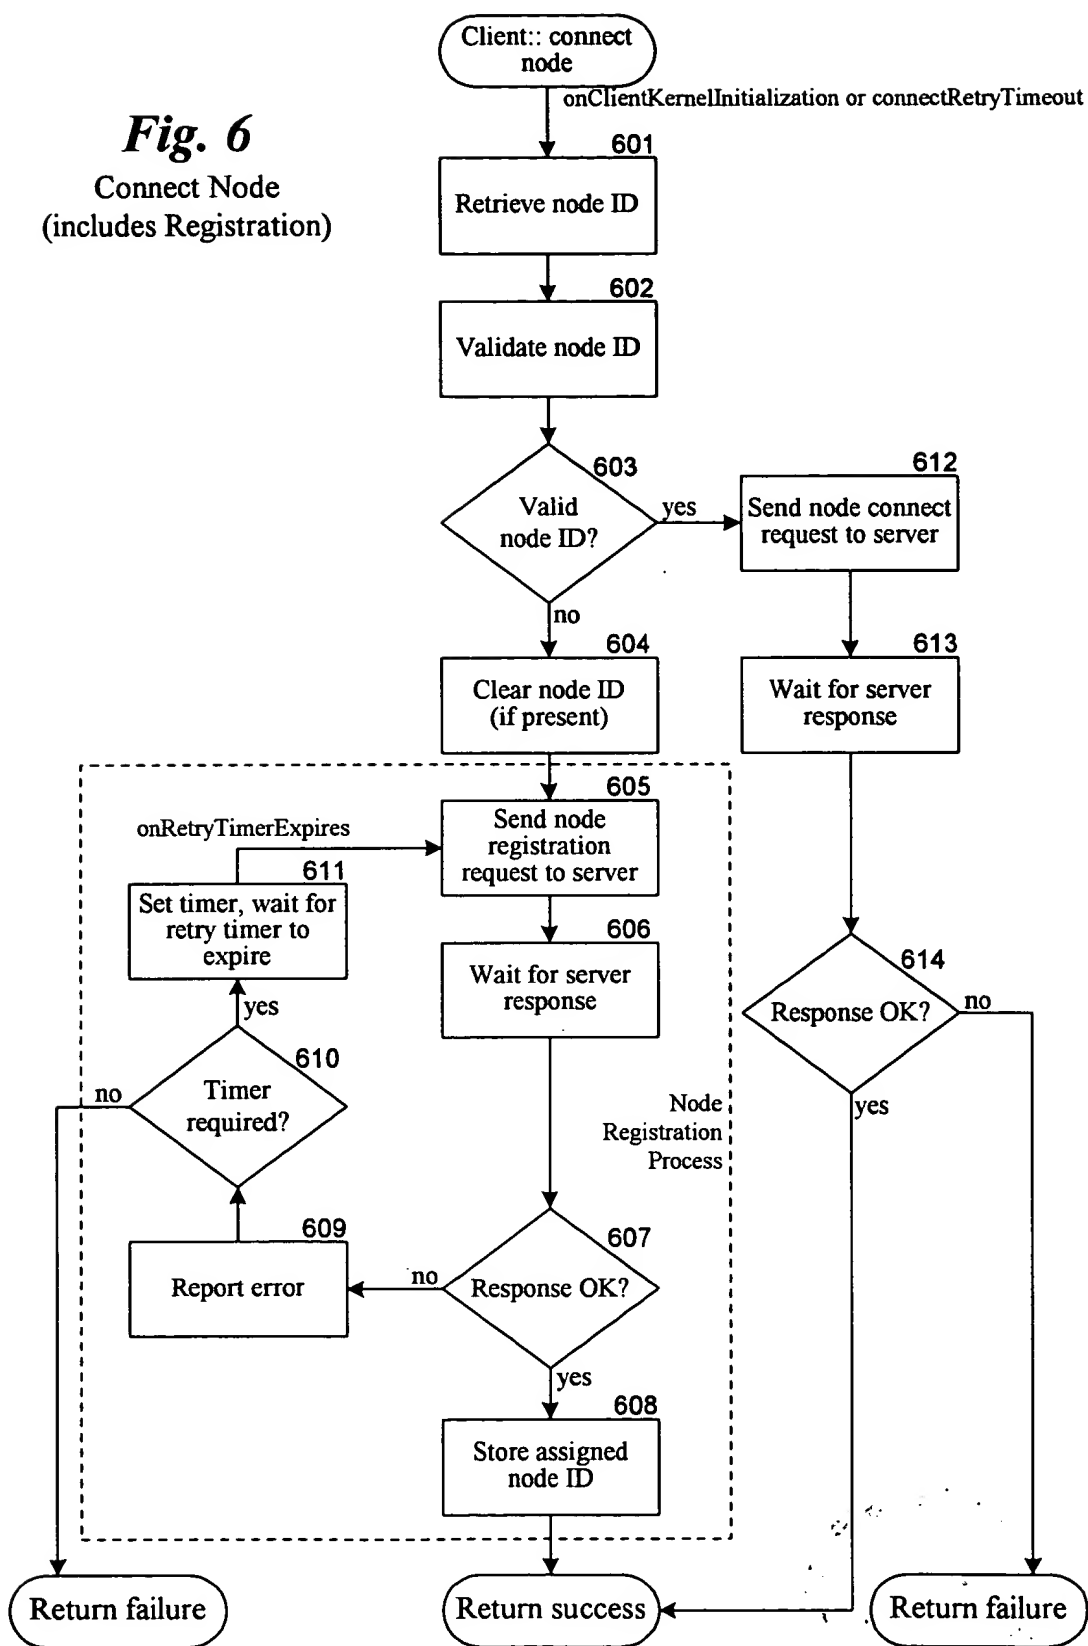 Client:: connect
node
onClientKernelInitialization or connectRetryTimeout
Fig. 6
Connect Node
(includes Registration)
601
Retrieve node ID
602
Validate node ID
603
Valid
node ID?
yes
no
612
Send node connect
request to server
604
Clear node ID
(if present)
613
Wait for server
response
605
Send node
registration
request to server
onRetryTimerExpires
611
Set timer, wait for
retry timer to
expire
606
Wait for server
response
614
Response OK?
no
yes
yes
610
Timer
required?
no
Node
Registration
Process
609
Report error
607
Response OK?
no
yes
608
Store assigned
node ID
Return failure
Return success
Return failure